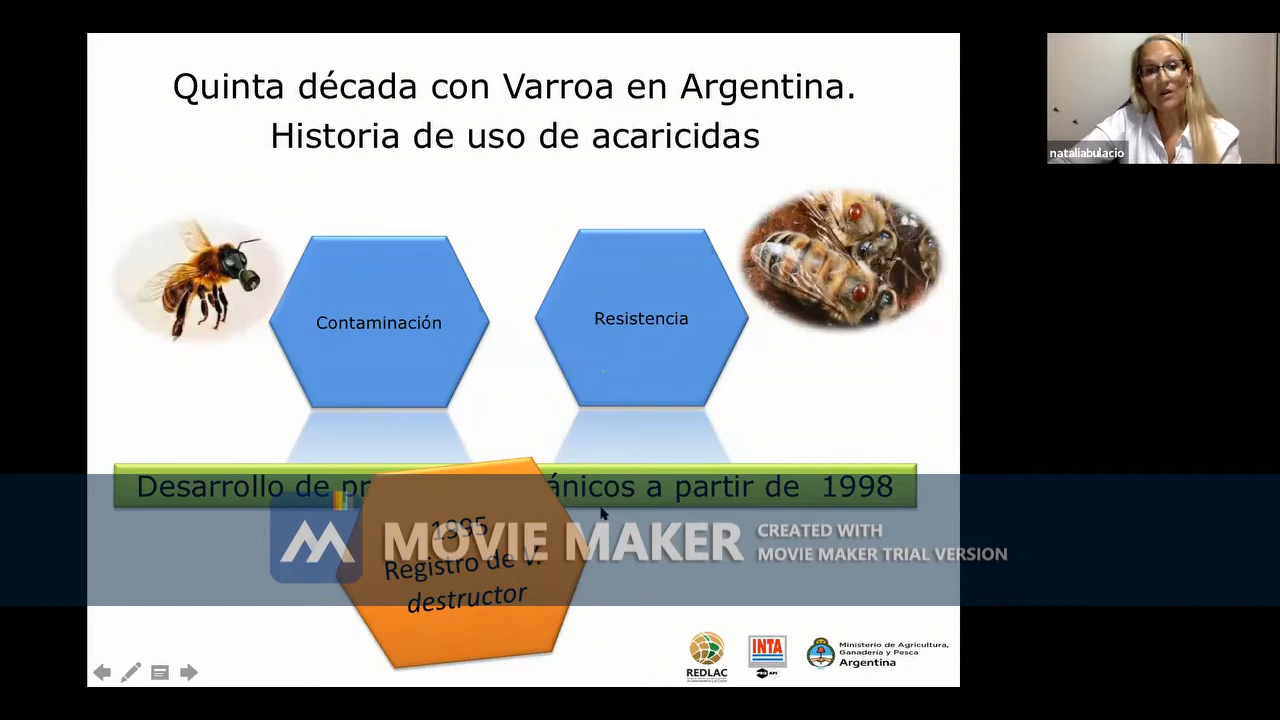 Quinta década con Varroa en Argentina.
Historia de uso de acaricidas
nataliabulacio
Contaminación
Resistencia
Desarrollo de pr ánicos a partir de 1998
1995
Registro de V.
destructor
MOVIE MAKER
CREATED WITH
MOVIE MAKER TRIAL VERSION
REDLAC
INTA
PROAPI
Ministerio de Agricultura,
Ganadería y Pesca
Argentina